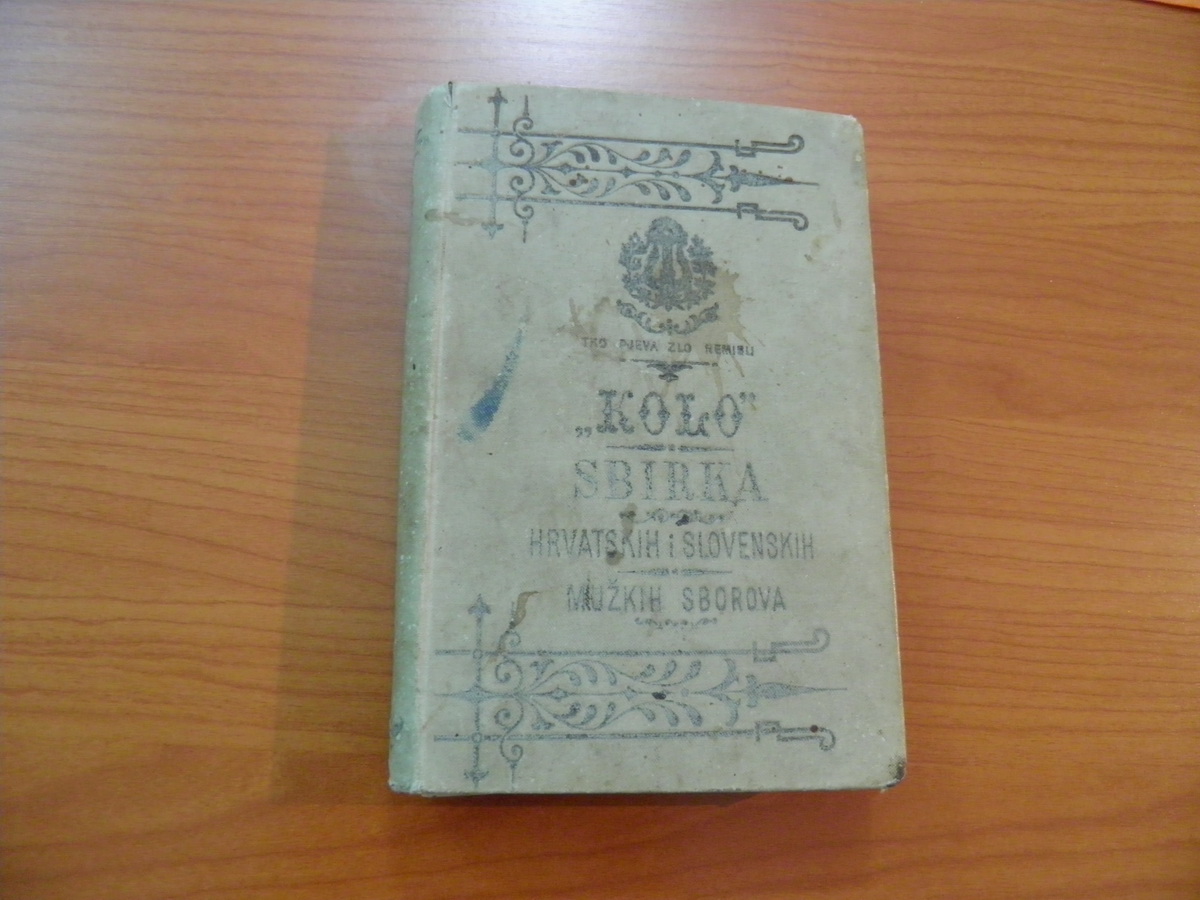 TKO PJEVA ZLO NEMISLI
„KOLO"
SBIRKA
HRVATSKIH i SLOVENSKIH
MUŽKIH SBOROVA